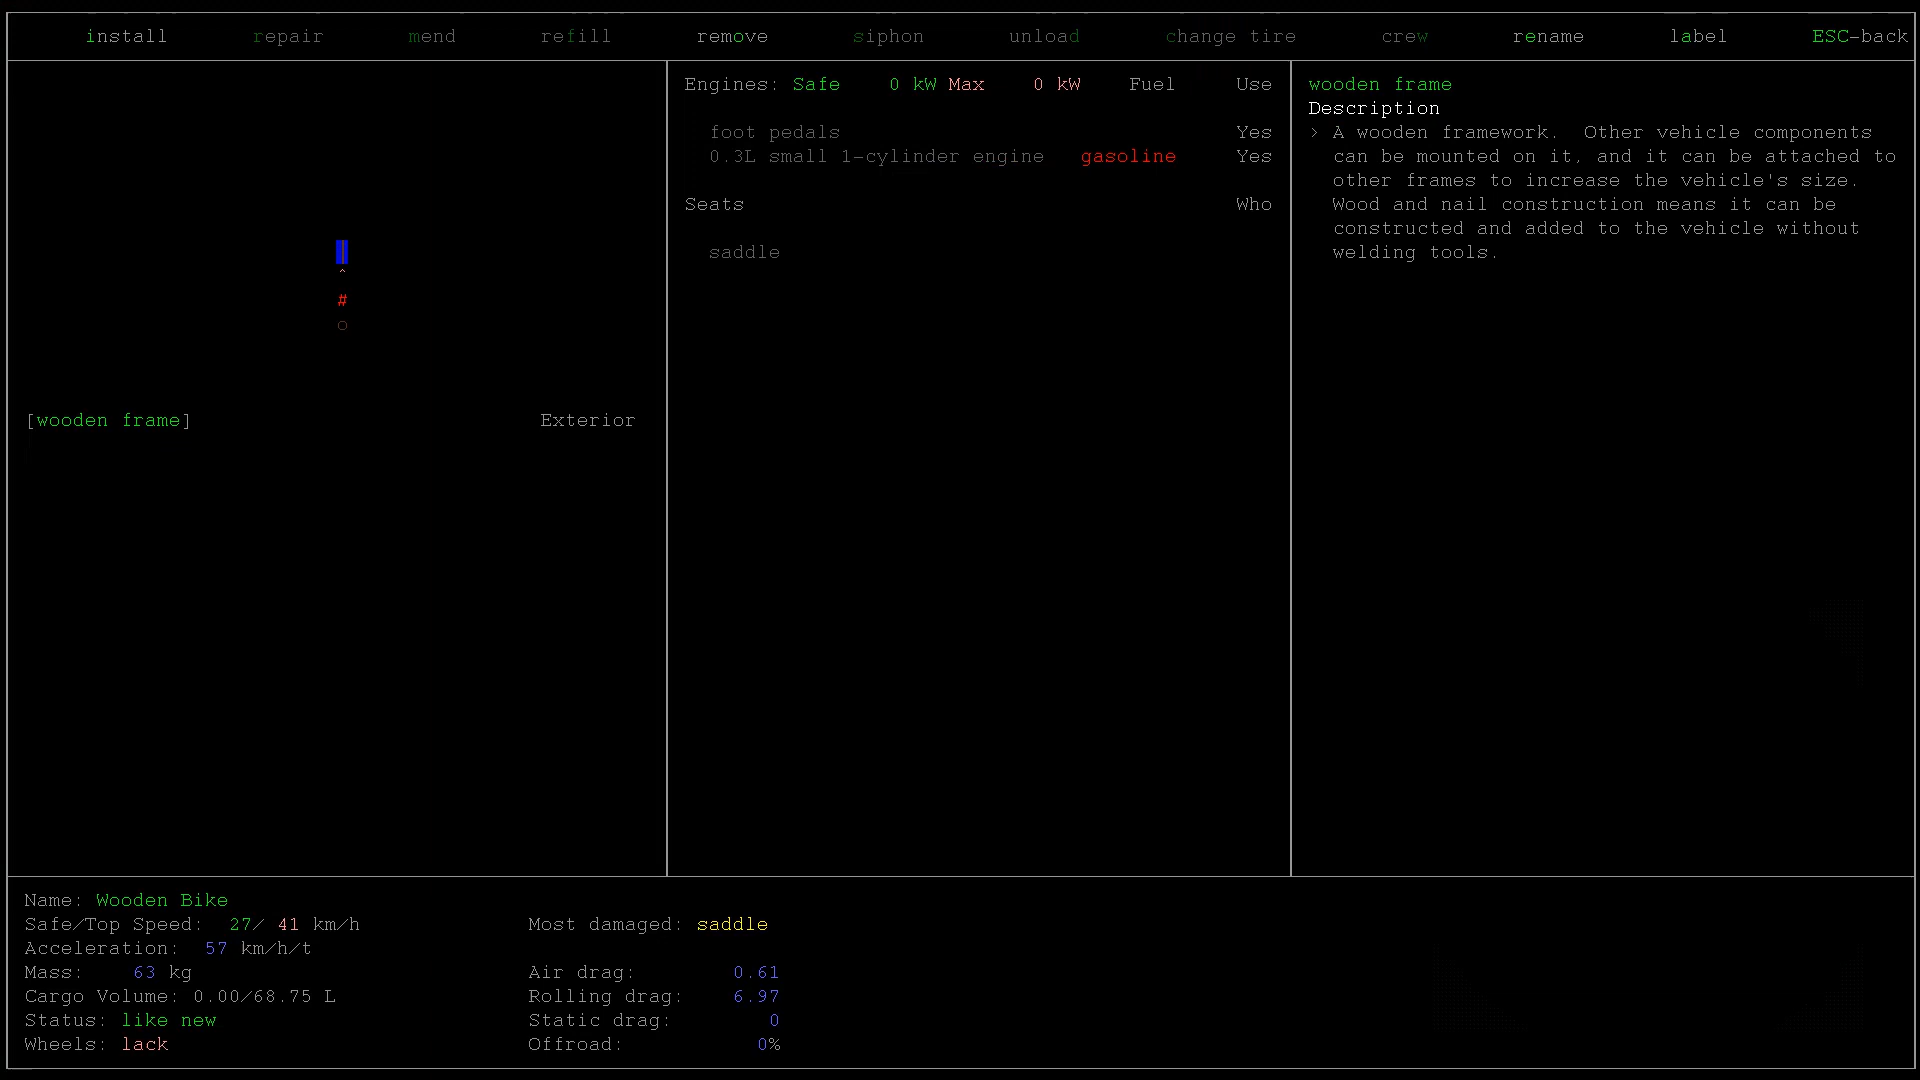 install repair mend refill remove siphon unload change tire crew rename label ESC-back
Engines: Safe 0 kW Max 0 kW Fuel Use
foot pedals Yes
0.3L small 1-cylinder engine gasoline Yes
Seats Who
saddle
wooden frame
Description
> A wooden framework. Other vehicle components
can be mounted on it, and it can be attached to
other frames to increase the vehicle's size.
Wood and nail construction means it can be
constructed and added to the vehicle without
welding tools.
|
^
#
o
[wooden frame] Exterior
Name: Wooden Bike
Safe/Top Speed: 27/ 41 km/h Most damaged: saddle
Acceleration: 57 km/h/t
Mass: 63 kg Air drag: 0.61
Cargo Volume: 0.00/68.75 L Rolling drag: 6.97
Status: like new Static drag: 0
Wheels: lack Offroad: 0%